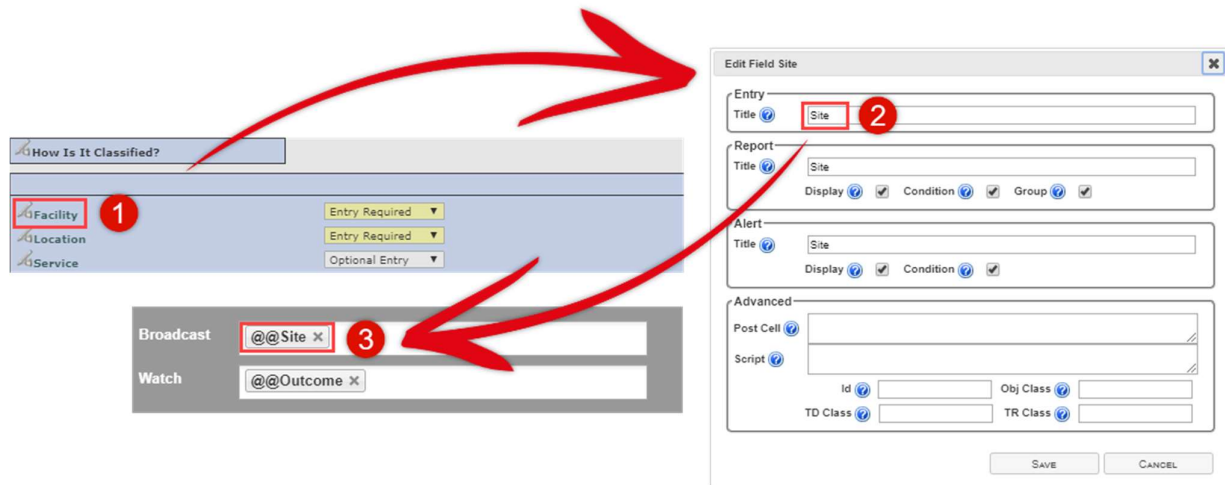 How Is It Classified?
Facility
1
Entry Required
Location
Entry Required
Service
Optional Entry
Broadcast
@@Site ×
3
Watch
@@Outcome ×
Edit Field Site
Entry
Title
Site
2
Report
Title
Site
Display
Condition
Group
Alert
Title
Site
Display
Condition
Advanced
Post Cell
Script
Id
Obj Class
TD Class
TR Class
SAVE
CANCEL